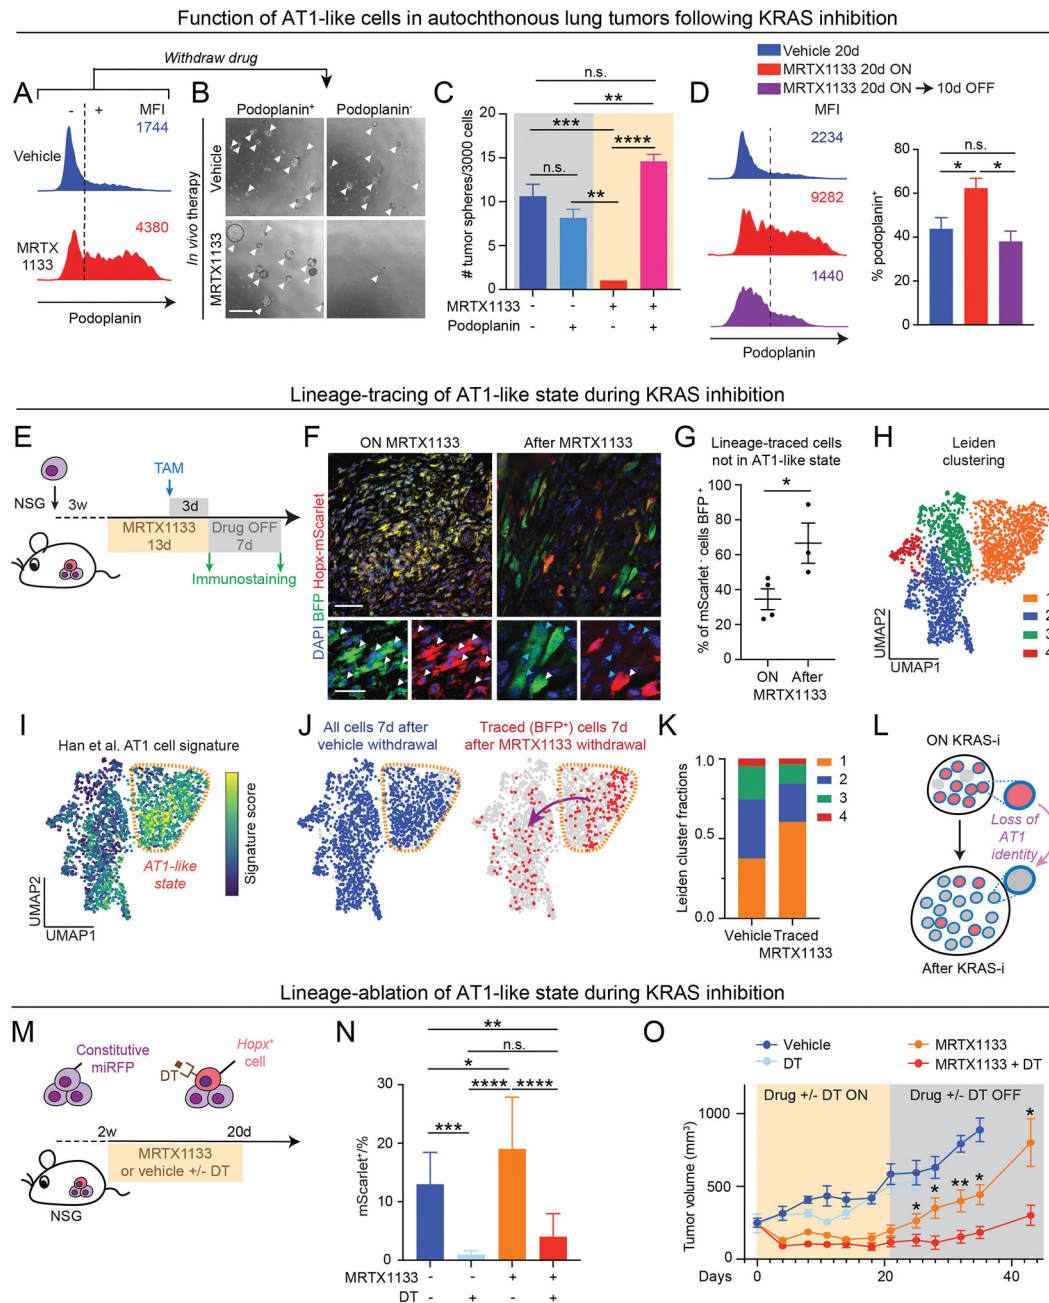 Function of AT1-like cells in autochthonous lung tumors following KRAS inhibition
Withdraw drug
A
- + MFI
1744
Vehicle
4380
MRTX
1133
Podoplanin
B
Podoplanin⁺ Podoplanin⁻
In vivo therapy
Vehicle
MRTX1133
C
# tumor spheres/3000 cells
20
15
10
5
0
n.s.
**
***
****
n.s.
**
MRTX1133 - - + +
Podoplanin - + - +
D
Vehicle 20d
MRTX1133 20d ON
MRTX1133 20d ON → 10d OFF
MFI
2234
9282
1440
Podoplanin
% podoplanin⁺
80
60
40
20
0
n.s.
* *
Lineage-tracing of AT1-like state during KRAS inhibition
E
TAM
NSG 3w
3d
MRTX1133
13d
Drug OFF
7d
Immunostaining
F
ON MRTX1133 After MRTX1133
DAPI BFP Hopx-mScarlet
G
Lineage-traced cells
not in AT1-like state
*
% of mScarlet⁻ cells BFP⁺
100
80
60
40
20
0
ON After
MRTX1133
H
Leiden
clustering
1
2
3
4
UMAP2
UMAP1
I
Han et al. AT1 cell signature
Signature score
AT1-like
state
UMAP2
UMAP1
J
All cells 7d after
vehicle withdrawal
Traced (BFP⁺) cells 7d
after MRTX1133 withdrawal
K
Leiden cluster fractions
1.0
0.5
0.0
1
2
3
4
Vehicle Traced
MRTX1133
L
ON KRAS-i
Loss of
AT1
identity
After KRAS-i
Lineage-ablation of AT1-like state during KRAS inhibition
M
Constitutive
miRFP
Hopx⁺
cell
DT
2w 20d
MRTX1133
or vehicle +/- DT
NSG
N
mScarlet⁺/%
30
20
10
0
**
n.s.
*
**** ****
***
MRTX1133 - - + +
DT - + - +
O
Vehicle
DT
MRTX1133
MRTX1133 + DT
Drug +/- DT ON Drug +/- DT OFF
Tumor volume (mm³)
1000
500
0
* * ** * *
Days 0 20 40